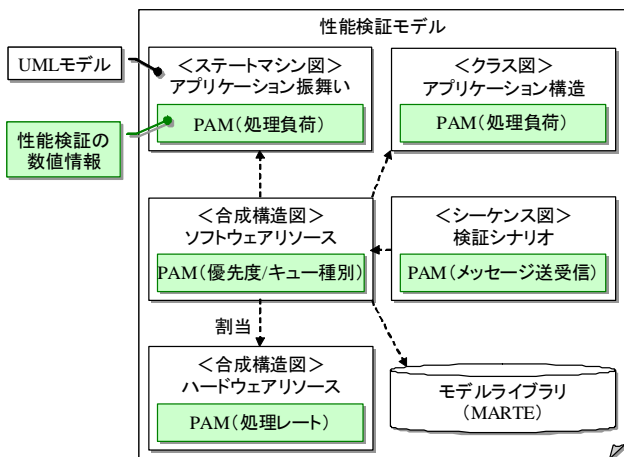 性能検証モデル
UMLモデル
性能検証の
数値情報
＜ステートマシン図＞
アプリケーション振舞い
PAM（処理負荷）
＜クラス図＞
アプリケーション構造
PAM（処理負荷）
＜合成構造図＞
ソフトウェアリソース
PAM（優先度/キュー種別）
＜シーケンス図＞
検証シナリオ
PAM（メッセージ送受信）
割当
＜合成構造図＞
ハードウェアリソース
PAM（処理レート）
モデルライブラリ
（MARTE）